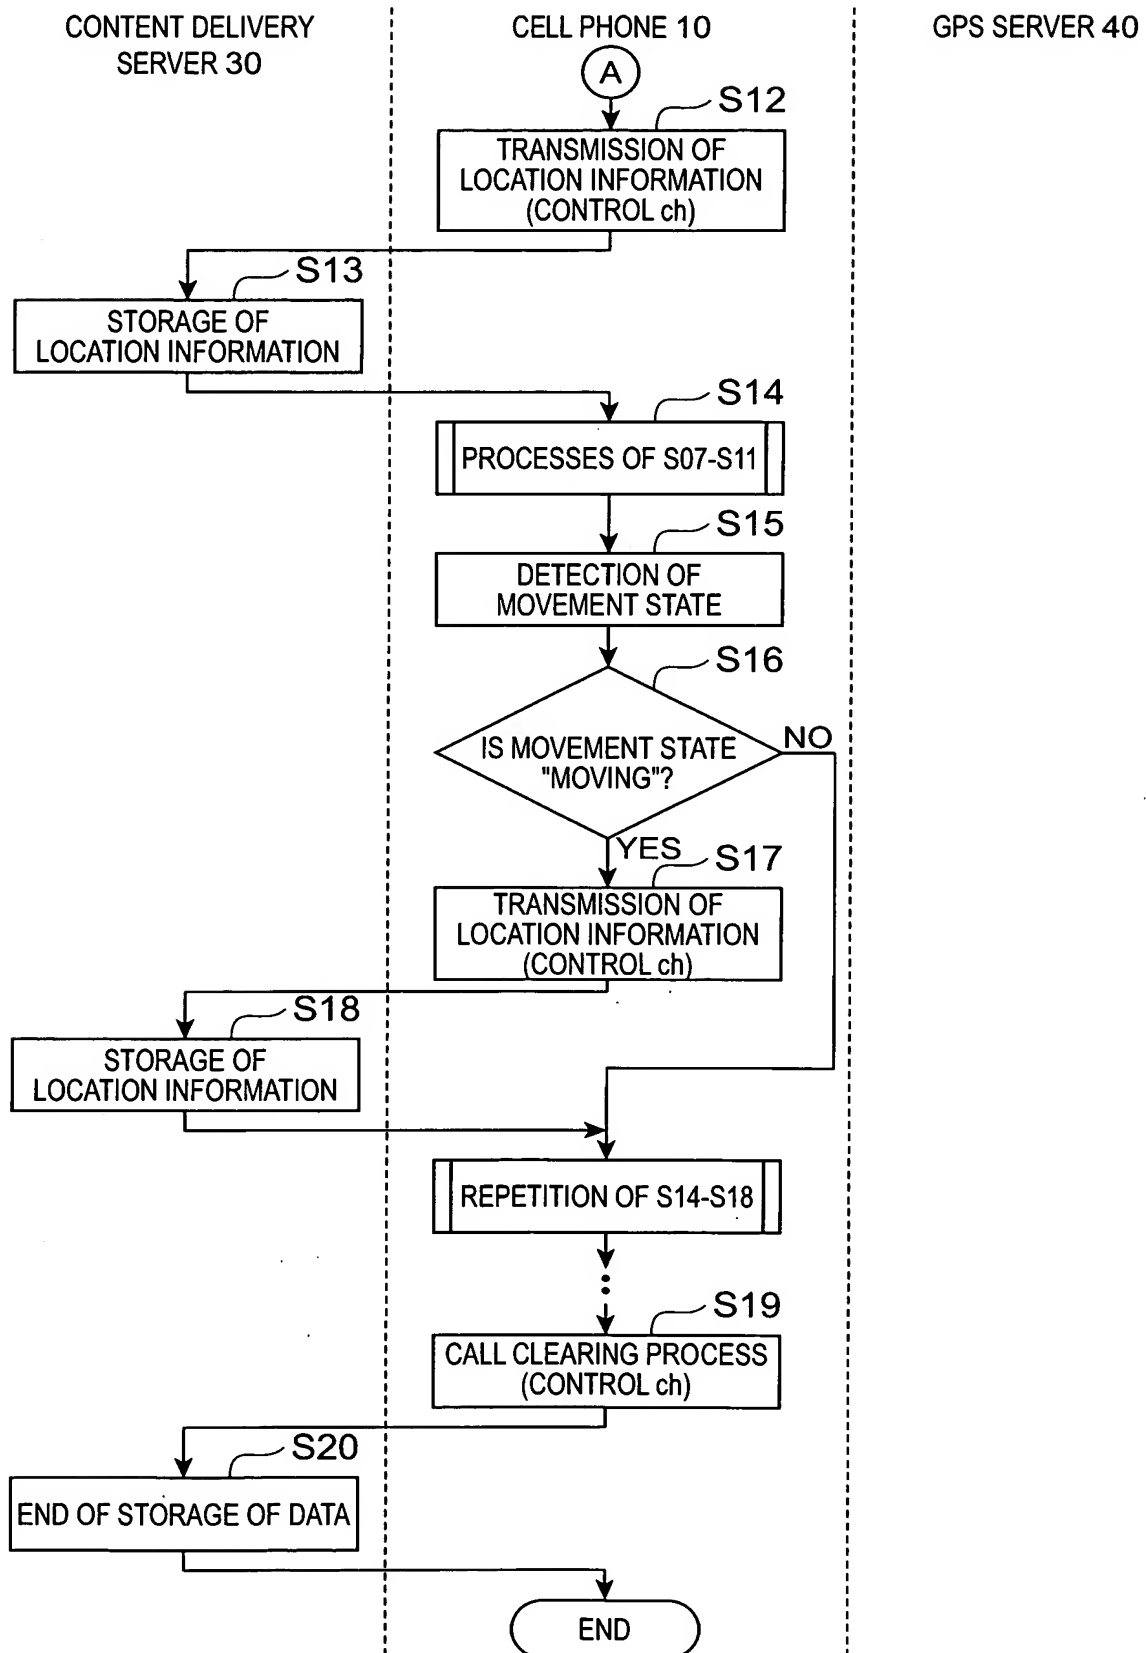 CONTENT DELIVERY
SERVER 30
CELL PHONE 10
GPS SERVER 40
A
S12
TRANSMISSION OF
LOCATION INFORMATION
(CONTROL ch)
S13
STORAGE OF
LOCATION INFORMATION
S14
PROCESSES OF S07-S11
S15
DETECTION OF
MOVEMENT STATE
S16
IS MOVEMENT STATE
"MOVING"?
NO
YES
S17
TRANSMISSION OF
LOCATION INFORMATION
(CONTROL ch)
S18
STORAGE OF
LOCATION INFORMATION
REPETITION OF S14-S18
S19
CALL CLEARING PROCESS
(CONTROL ch)
S20
END OF STORAGE OF DATA
END